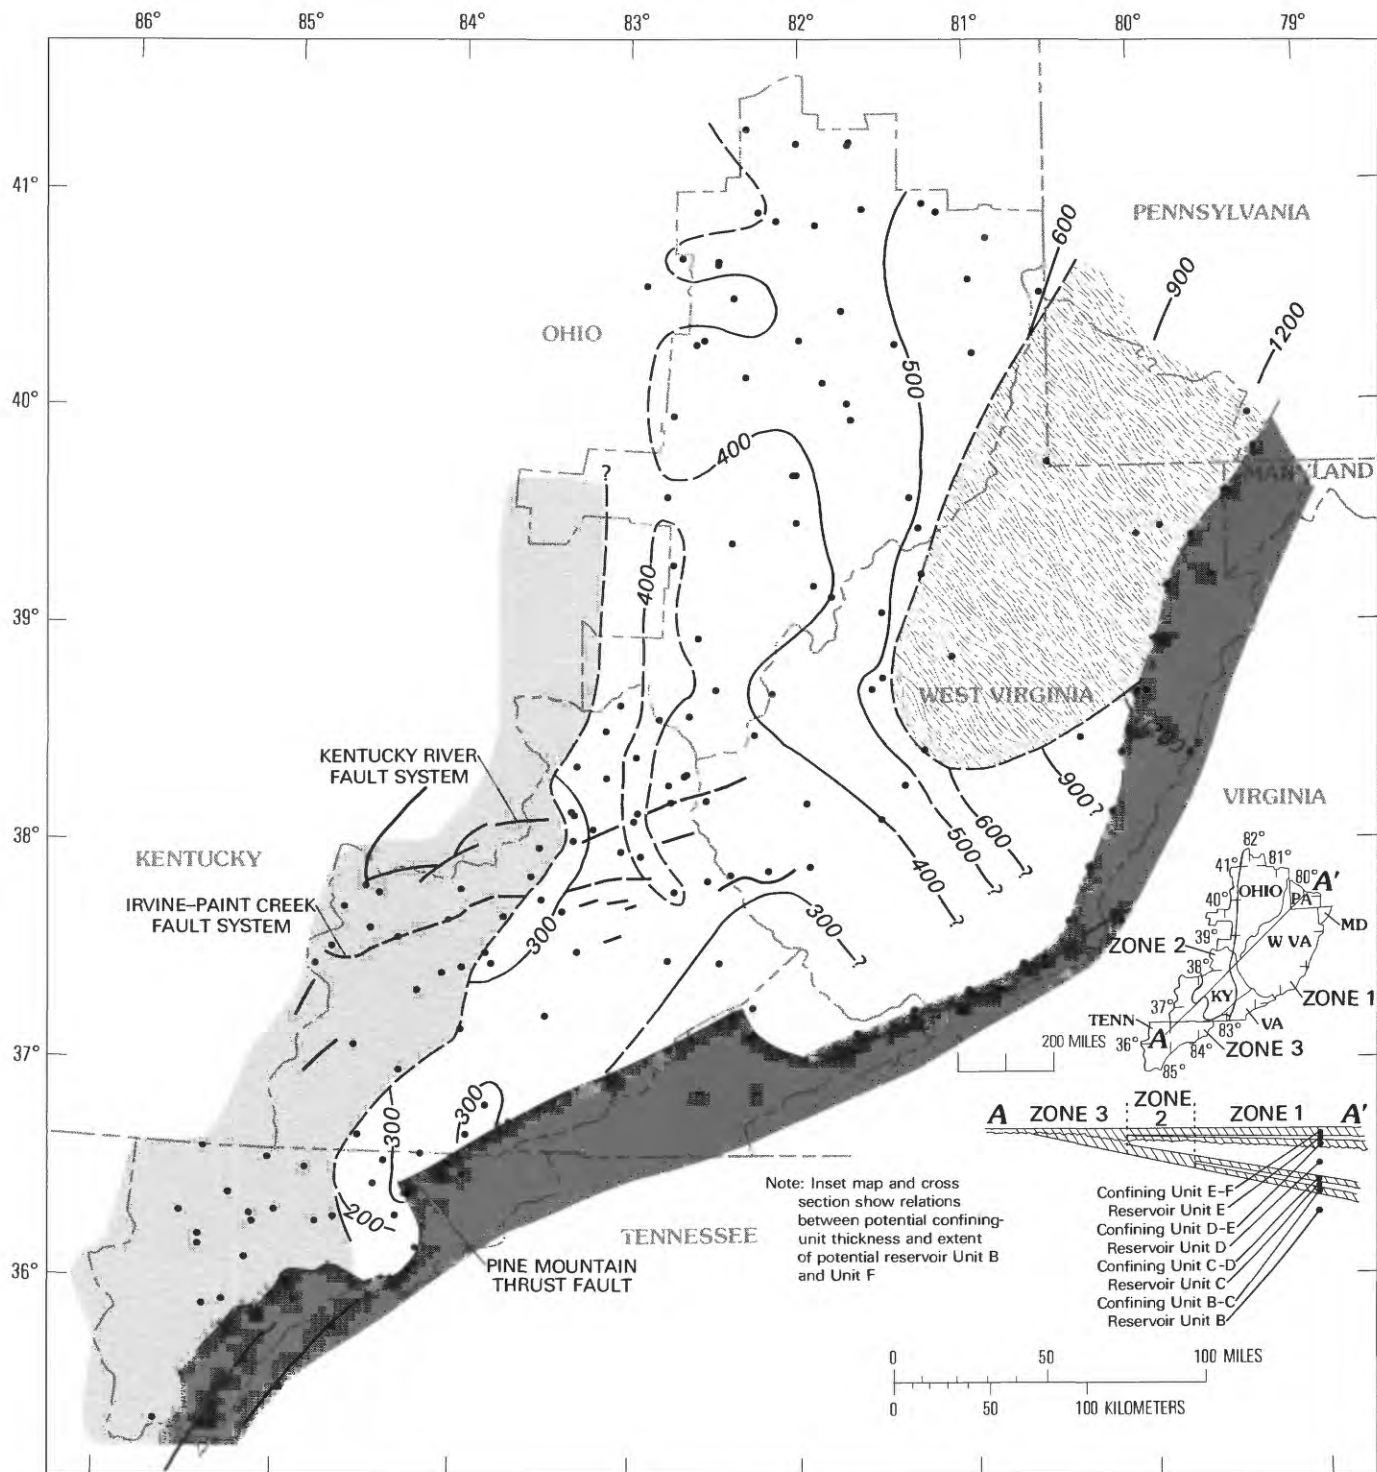 86° 85° 84° 83° 82° 81° 80° 79°
41°
40°
39°
38°
37°
36°
PENNSYLVANIA
600
900
1200
OHIO
500
400
?
MARYLAND
400
WEST VIRGINIA
KENTUCKY RIVER
FAULT SYSTEM
900?
VIRGINIA
KENTUCKY
600
?
500
?
400
?
IRVINE–PAINT CREEK
FAULT SYSTEM
300
300
?
82°
81°
80°
A'
41°
40°
39°
38°
37°
36°
OHIO
PA
MD
W VA
ZONE 2
ZONE 1
KY
TENN
A
83°
VA
84°
ZONE 3
85°
200 MILES
300
300
200
A ZONE 3 ZONE 2 ZONE 1 A'
Confining Unit E-F
Reservoir Unit E
Confining Unit D-E
Reservoir Unit D
Confining Unit C-D
Reservoir Unit C
Confining Unit B-C
Reservoir Unit B
Note: Inset map and cross
section show relations
between potential confining-
unit thickness and extent
of potential reservoir Unit B
and Unit F
TENNESSEE
PINE MOUNTAIN
THRUST FAULT
0 50 100 MILES
0 50 100 KILOMETERS